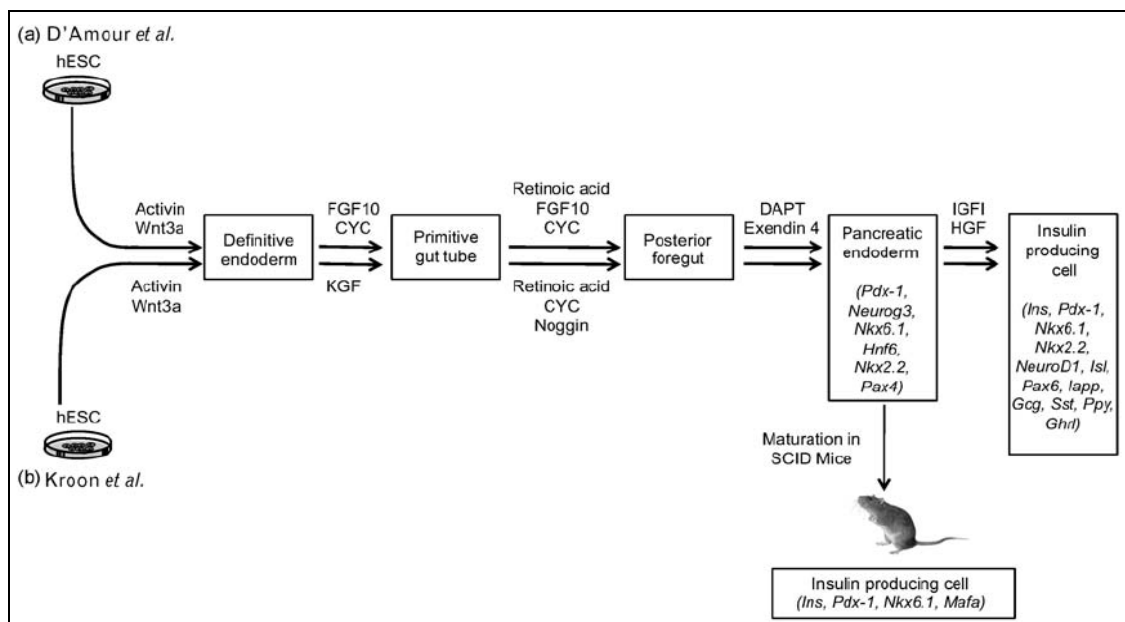 (a) D'Amour et al.
hESC
Activin
Wnt3a
Definitive
endoderm
Activin
Wnt3a
hESC
(b) Kroon et al.
FGF10
CYC
KGF
Primitive
gut tube
Retinoic acid
FGF10
CYC
Retinoic acid
CYC
Noggin
Posterior
foregut
DAPT
Exendin 4
Pancreatic
endoderm
(Pdx-1,
Neurog3,
Nkx6.1,
Hnf6,
Nkx2.2,
Pax4)
IGFI
HGF
Insulin
producing
cell
(Ins, Pdx-1,
Nkx6.1,
Nkx2.2,
NeuroD1, Isl,
Pax6, Iapp,
Gcg, Sst, Ppy,
Ghrl)
Maturation in
SCID Mice
Insulin producing cell
(Ins, Pdx-1, Nkx6.1, Mafa)